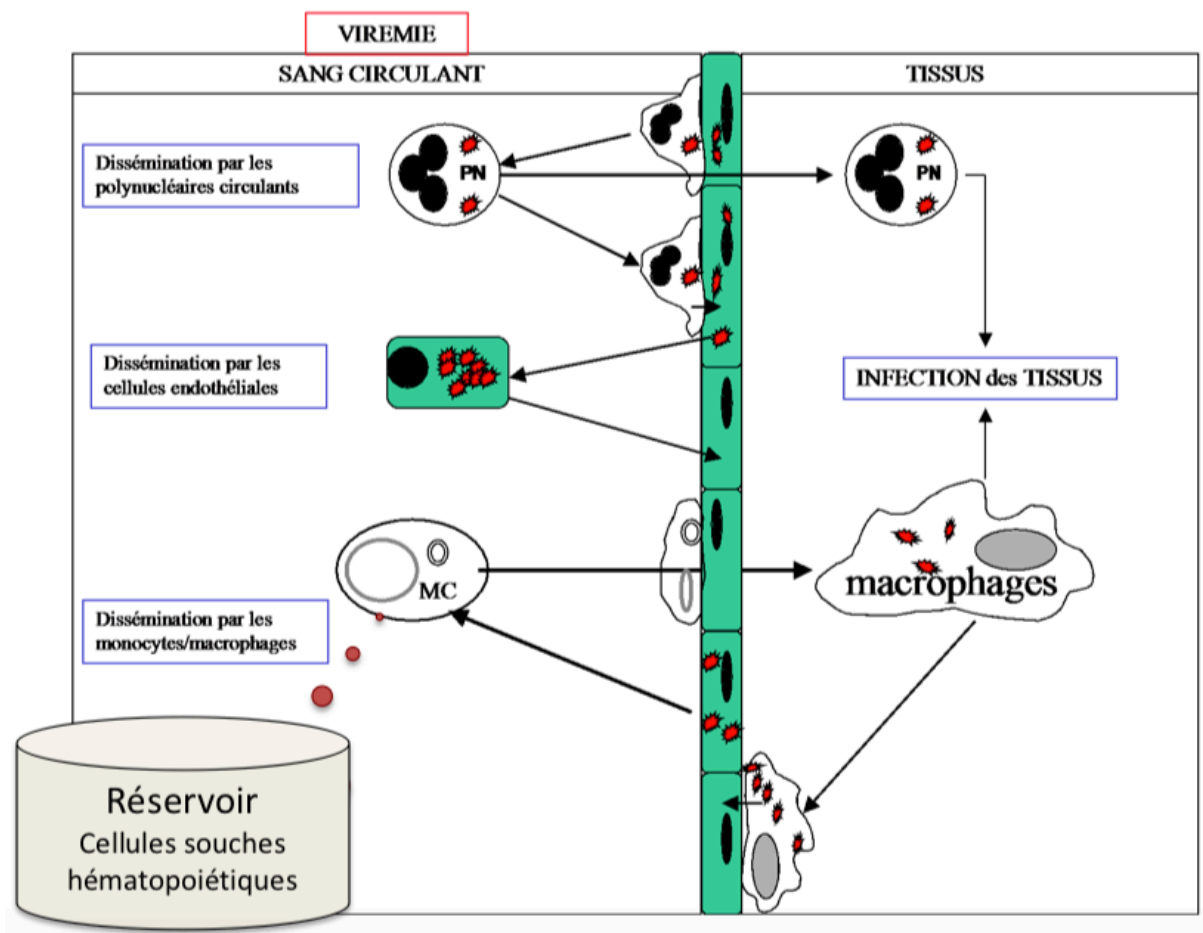 VIREMIE
SANG CIRCULANT
TISSUS
Dissémination par les
polynucléaires circulants
PN
PN
Dissémination par les
cellules endothéliales
INFECTION des TISSUS
MC
macrophages
Dissémination par les
monocytes/macrophages
Réservoir
Cellules souches
hématopoiétiques